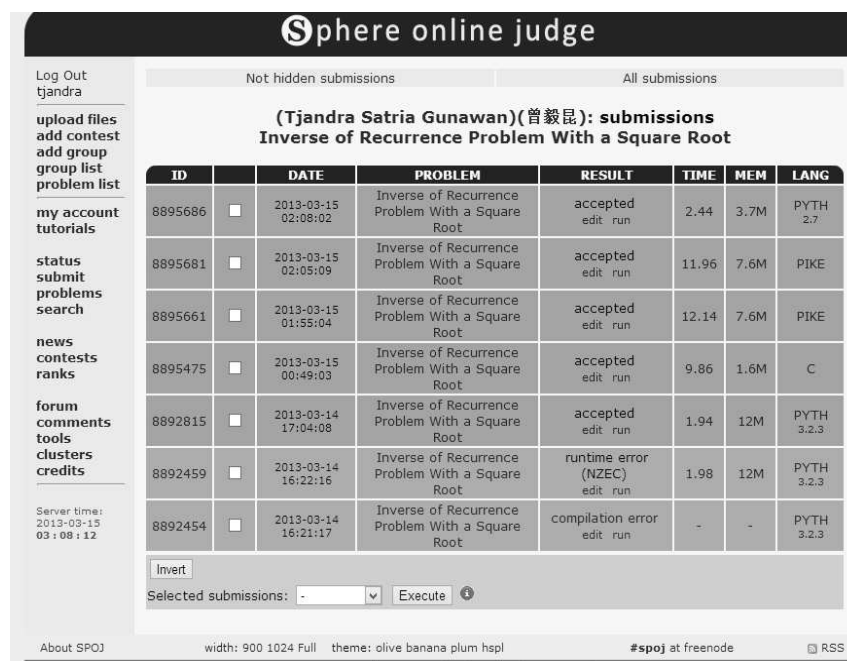 Sphere online judge
Log Out
tjandra
upload files
add contest
add group
group list
problem list
my account
tutorials
status
submit
problems
search
news
contests
ranks
forum
comments
tools
clusters
credits
Server time:
2013-03-15
03:08:12
Not hidden submissions All submissions
(Tjandra Satria Gunawan)(曾毅昆): submissions
Inverse of Recurrence Problem With a Square Root
ID DATE PROBLEM RESULT TIME MEM LANG
8895686 2013-03-15 02:08:02 Inverse of Recurrence Problem With a Square Root accepted edit run 2.44 3.7M PYTH 2.7
8895681 2013-03-15 02:05:09 Inverse of Recurrence Problem With a Square Root accepted edit run 11.96 7.6M PIKE
8895661 2013-03-15 01:55:04 Inverse of Recurrence Problem With a Square Root accepted edit run 12.14 7.6M PIKE
8895475 2013-03-15 00:49:03 Inverse of Recurrence Problem With a Square Root accepted edit run 9.86 1.6M C
8892815 2013-03-14 17:04:08 Inverse of Recurrence Problem With a Square Root accepted edit run 1.94 12M PYTH 3.2.3
8892459 2013-03-14 16:22:16 Inverse of Recurrence Problem With a Square Root runtime error (NZEC) edit run 1.98 12M PYTH 3.2.3
8892454 2013-03-14 16:21:17 Inverse of Recurrence Problem With a Square Root compilation error edit run - - PYTH 3.2.3
Invert
Selected submissions: - Execute
About SPOJ width: 900 1024 Full theme: olive banana plum hspl #spoj at freenode RSS